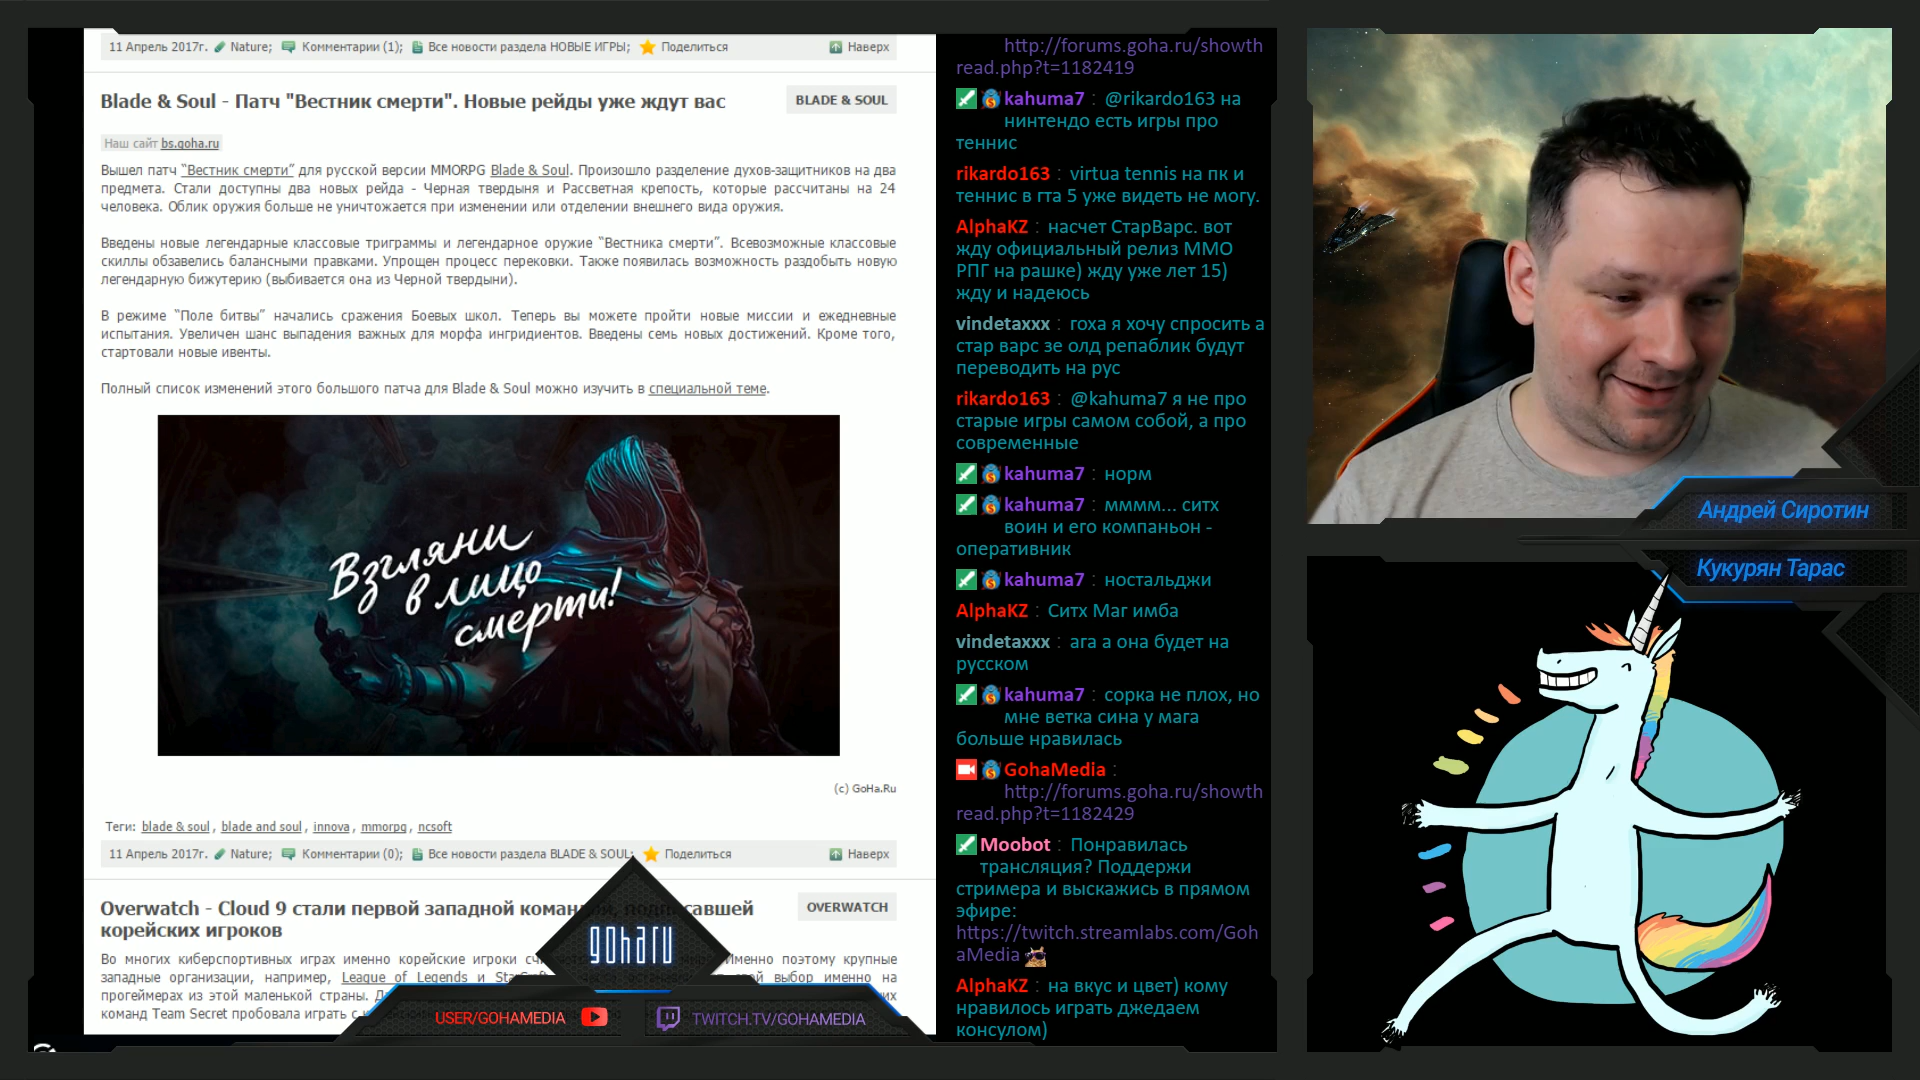 11 Апрель 2017г. Nature; Комментарии (1); Все новости раздела НОВЫЕ ИГРЫ; Поделиться Наверх
Blade & Soul - Патч "Вестник смерти". Новые рейды уже ждут вас
BLADE & SOUL
Наш сайт bs.goha.ru
Вышел патч “Вестник смерти” для русской версии MMORPG Blade & Soul. Произошло разделение духов-защитников на два
предмета. Стали доступны два новых рейда - Черная твердыня и Рассветная крепость, которые рассчитаны на 24
человека. Облик оружия больше не уничтожается при изменении или отделении внешнего вида оружия.
Введены новые легендарные классовые триграммы и легендарное оружие “Вестника смерти”. Всевозможные классовые
скиллы обзавелись балансными правками. Упрощен процесс перековки. Также появилась возможность раздобыть новую
легендарную бижутерию (выбивается она из Черной твердыни).
В режиме “Поле битвы” начались сражения Боевых школ. Теперь вы можете пройти новые миссии и ежедневные
испытания. Увеличен шанс выпадения важных для морфа ингридиентов. Введены семь новых достижений. Кроме того,
стартовали новые ивенты.
Полный список изменений этого большого патча для Blade & Soul можно изучить в специальной теме.
Взгляни
в лицо
смерти!
(c) GoHa.Ru
Теги: blade & soul, blade and soul, innova, mmorpg, ncsoft
11 Апрель 2017г. Nature; Комментарии (0); Все новости раздела BLADE & SOUL; Поделиться Наверх
Overwatch - Cloud 9 стали первой западной
корейских игроков
OVERWATCH
Во многих киберспортивных играх именно корейские игроки Именно поэтому крупные
западные организации, например, League of Legends и выбор именно на
прогеймерах из этой маленькой страны.
команд Team Secret пробовала играть с
goharu
USER/GOHAMEDIA
TWITCH.TV/GOHAMEDIA
http://forums.goha.ru/showth
read.php?t=1182419
kahuma7 : @rikardo163 на
нинтендо есть игры про
теннис
rikardo163 : virtua tennis на пк и
теннис в гта 5 уже видеть не могу.
AlphaKZ : насчет СтарВарс. вот
жду официальный релиз ММО
РПГ на рашке) жду уже лет 15)
жду и надеюсь
vindetaxxx : гоха я хочу спросить а
стар варс зе олд репаблик будут
переводить на рус
rikardo163 : @kahuma7 я не про
старые игры самом собой, а про
современные
kahuma7 : норм
kahuma7 : мммм... ситх
воин и его компаньон -
оперативник
kahuma7 : ностальджи
AlphaKZ : Ситх Маг имба
vindetaxxx : ага а она будет на
русском
kahuma7 : сорка не плох, но
мне ветка сина у мага
больше нравилась
GohaMedia :
http://forums.goha.ru/showth
read.php?t=1182429
Moobot : Понравилась
трансляция? Поддержи
стримера и выскажись в прямом
эфире:
https://twitch.streamlabs.com/Goh
aMedia
AlphaKZ : на вкус и цвет) кому
нравилось играть джедаем
консулом)
Андрей Сиротин
Кукурян Тарас